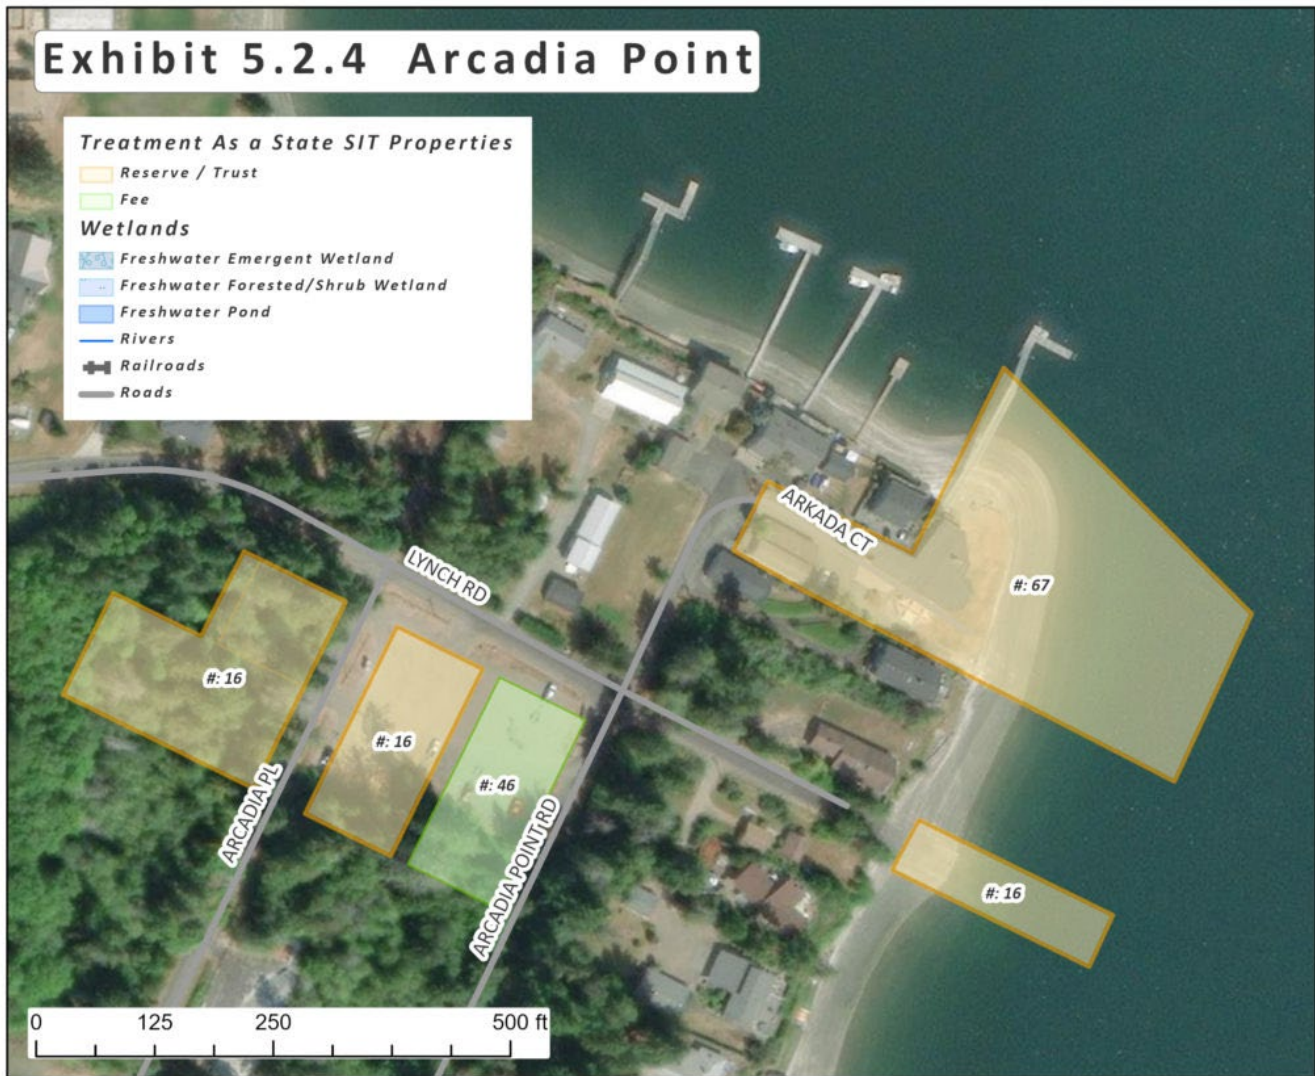 Exhibit 5.2.4 Arcadia Point
Treatment As a State SIT Properties
Reserve / Trust
Fee
Wetlands
Freshwater Emergent Wetland
Freshwater Forested/Shrub Wetland
Freshwater Pond
Rivers
Railroads
Roads
ARKADA CT
LYNCH RD
#: 67
#: 16
#: 16
#: 46
ARCADIA PL
ARCADIA POINT RD
#: 16
0 125 250 500 ft